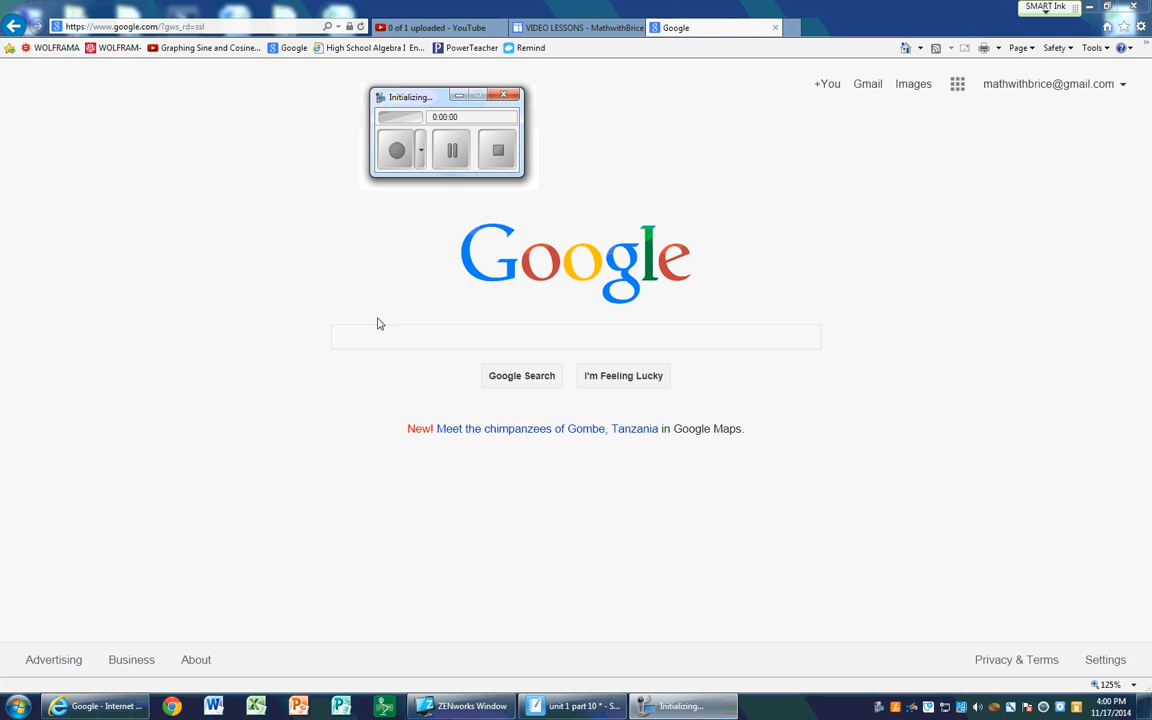 SMART Ink
https://www.google.com/?gws_rd=ssl
0 of 1 uploaded - YouTube
VIDEO LESSONS - MathwithBrice
Google
WOLFRAMA
WOLFRAM-
Graphing Sine and Cosine...
Google
High School Algebra I En...
PowerTeacher
Remind
Page
Safety
Tools
+You
Gmail
Images
mathwithbrice@gmail.com
Initializing...
0:00:00
Google
Google Search
I'm Feeling Lucky
New! Meet the chimpanzees of Gombe, Tanzania in Google Maps.
Advertising
Business
About
Privacy & Terms
Settings
125%
Google - Internet ...
ZENworks Window
unit 1 part 10 * - S...
Initializing...
4:00 PM
11/17/2014